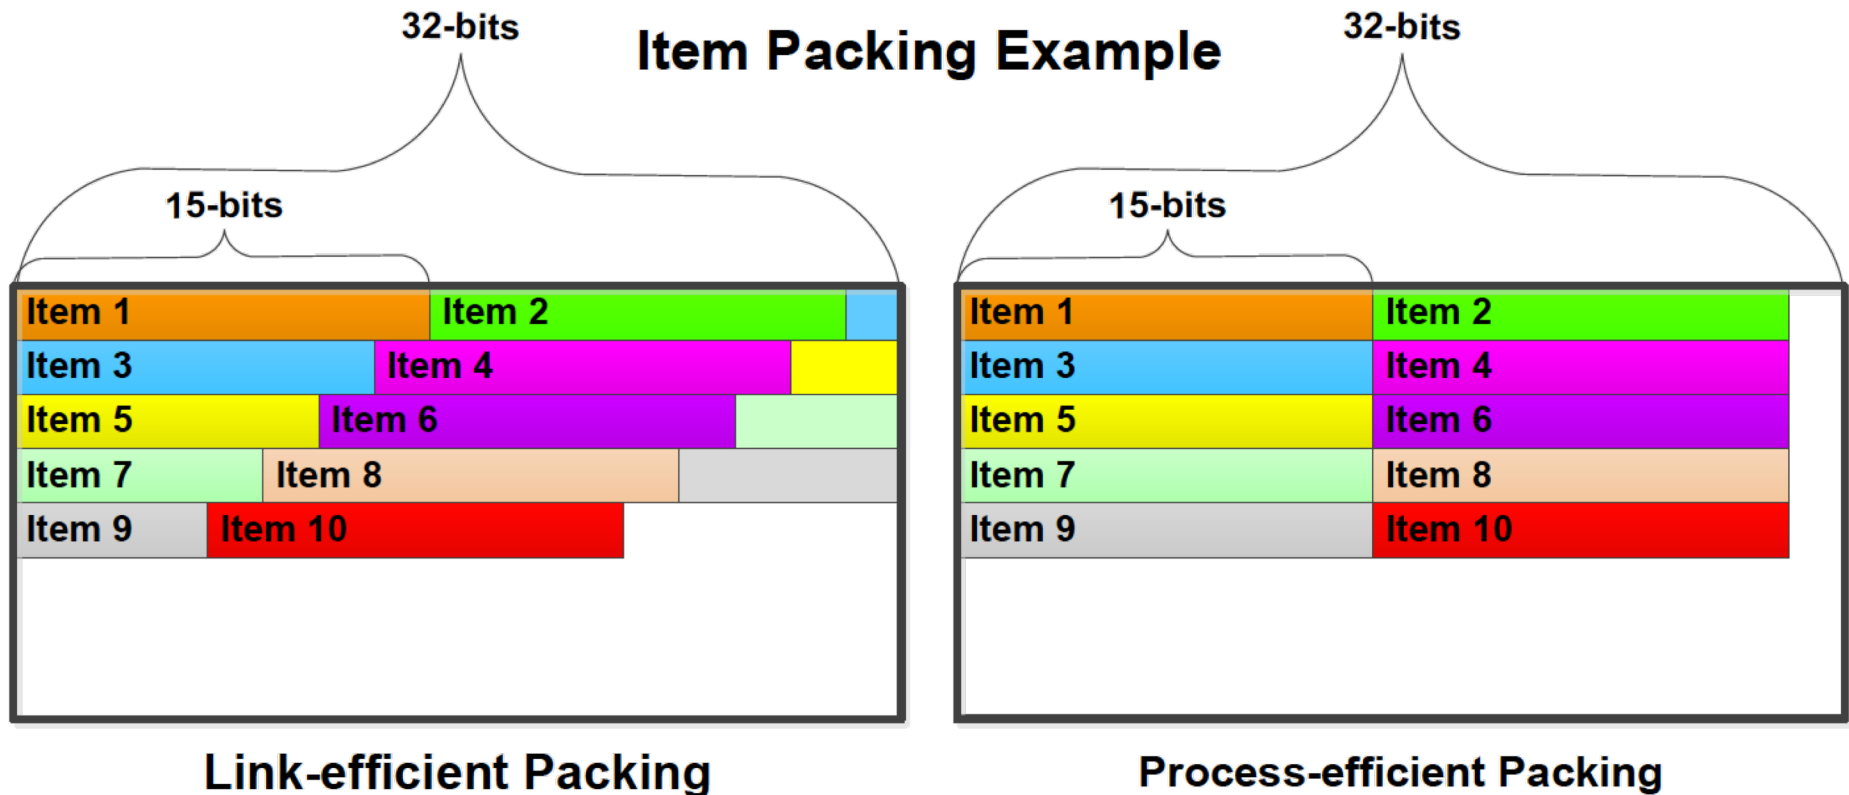 Item Packing Example
32-bits
32-bits
15-bits
15-bits
Item 1
Item 2
Item 3
Item 4
Item 5
Item 6
Item 7
Item 8
Item 9
Item 10
Link-efficient Packing
Item 1
Item 2
Item 3
Item 4
Item 5
Item 6
Item 7
Item 8
Item 9
Item 10
Process-efficient Packing